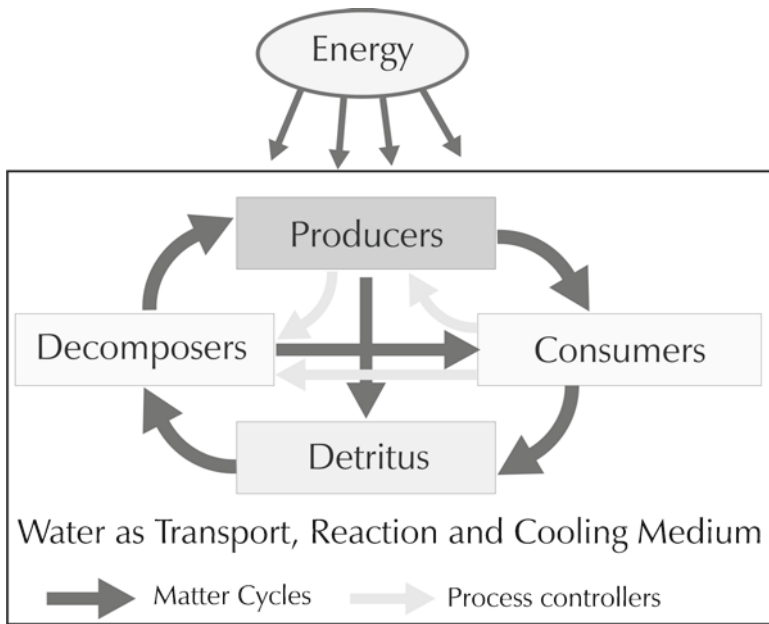 Energy
Producers
Decomposers
Consumers
Detritus
Water as Transport, Reaction and Cooling Medium
Matter Cycles
Process controllers